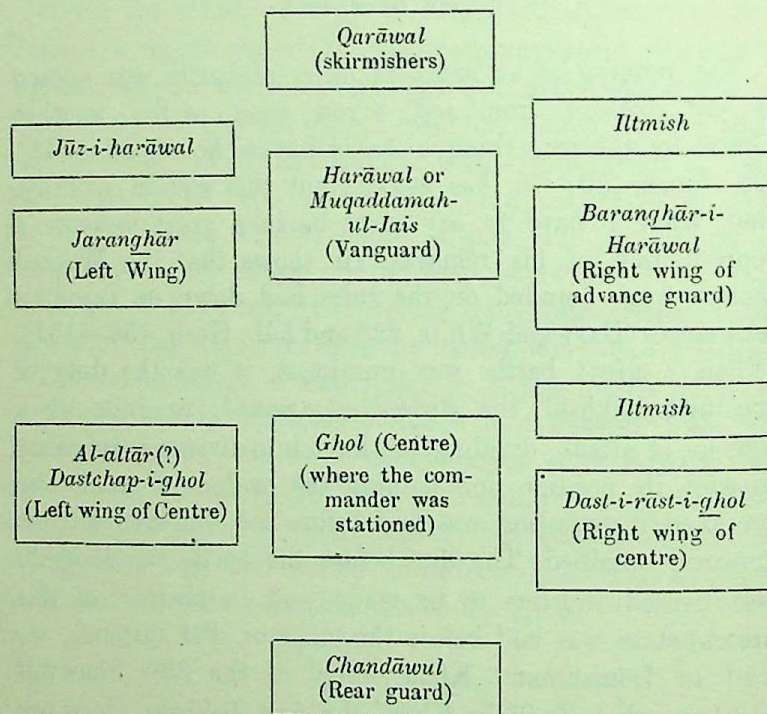 Qarāwal
(skirmishers)
Iltmish
Jūz-i-harāwal
Harāwal or
Muqaddamah-
ul-Jais
(Vanguard)
Jaranghār
(Left Wing)
Baranghār-i-
Harāwal
(Right wing of
advance guard)
Iltmish
Al-altār(?)
Dastchap-i-ghol
(Left wing of Centre)
Ghol (Centre)
(where the com-
mander was
stationed)
Dast-i-rāst-i-ghol
(Right wing of
centre)
Chandāwul
(Rear guard)